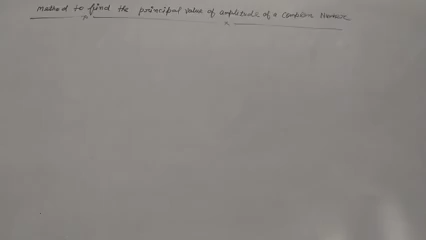 Method to find the principal value of amplitude of a complex Number